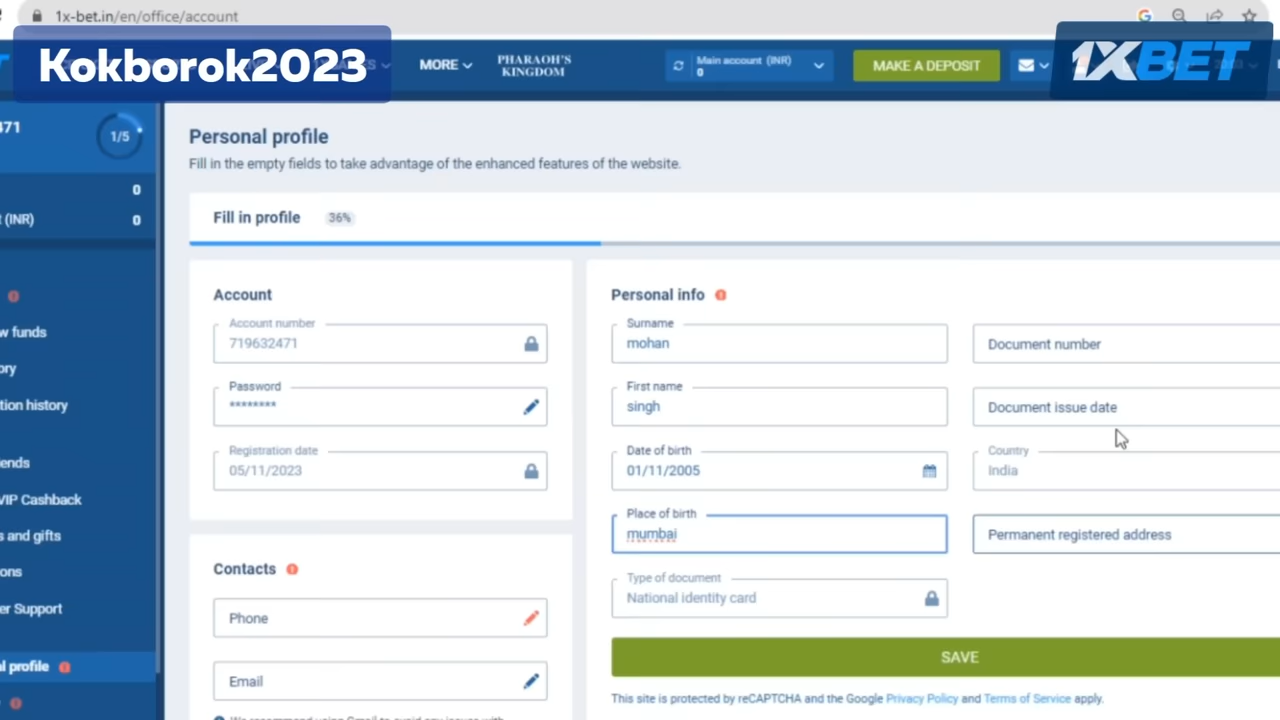 1x-bet.in/en/office/account
Kokborok2023
MORE
PHARAOH'S
KINGDOM
Main account (INR)
0
MAKE A DEPOSIT
1XBET
471
1/5
0
(INR) 0
Personal profile
Fill in the empty fields to take advantage of the enhanced features of the website.
Fill in profile 36%
Account
Account number
719632471
Password
********
Registration date
05/11/2023
Contacts
Phone
Email
Personal info
Surname
mohan
Document number
First name
singh
Document issue date
Date of birth
01/11/2005
Country
India
Place of birth
mumbai
Permanent registered address
Type of document
National identity card
SAVE
This site is protected by reCAPTCHA and the Google Privacy Policy and Terms of Service apply.
w funds
ory
tion history
ends
VIP Cashback
s and gifts
ons
er Support
l profile